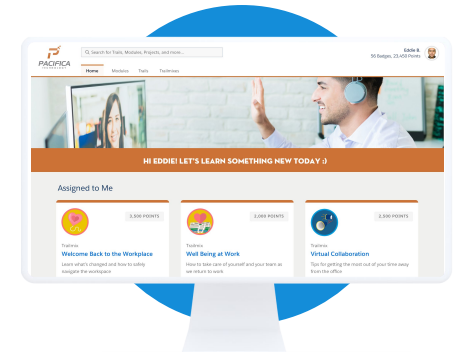 PACIFICA
Search for Trails, Modules, Projects, and more...
Eddie B.
56 Badges, 23,450 Points
Home Modules Trails Trailmixes
HI EDDIE! LET'S LEARN SOMETHING NEW TODAY :)
Assigned to Me
3,500 POINTS
Trailmix
Welcome Back to the Workplace
Learn what's changed and how to safely
navigate the workspace
2,000 POINTS
Trailmix
Well Being at Work
How to take care of yourself and your team as
we return to work
2,500 POINTS
Trailmix
Virtual Collaboration
Tips for getting the most out of your time away
from the office